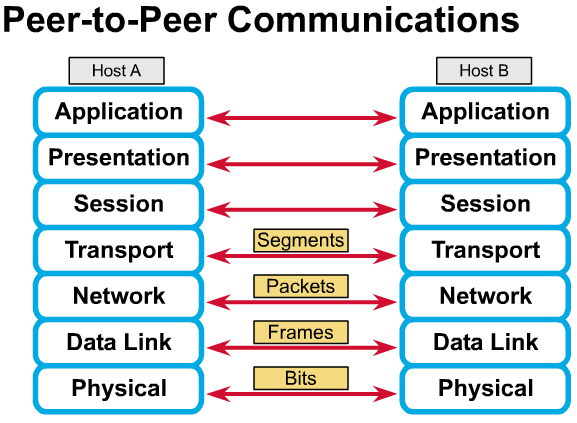 Peer-to-Peer Communications
Host A Host B
Application Application
Presentation Presentation
Session Session
Transport Segments Transport
Network Packets Network
Data Link Frames Data Link
Physical Bits Physical